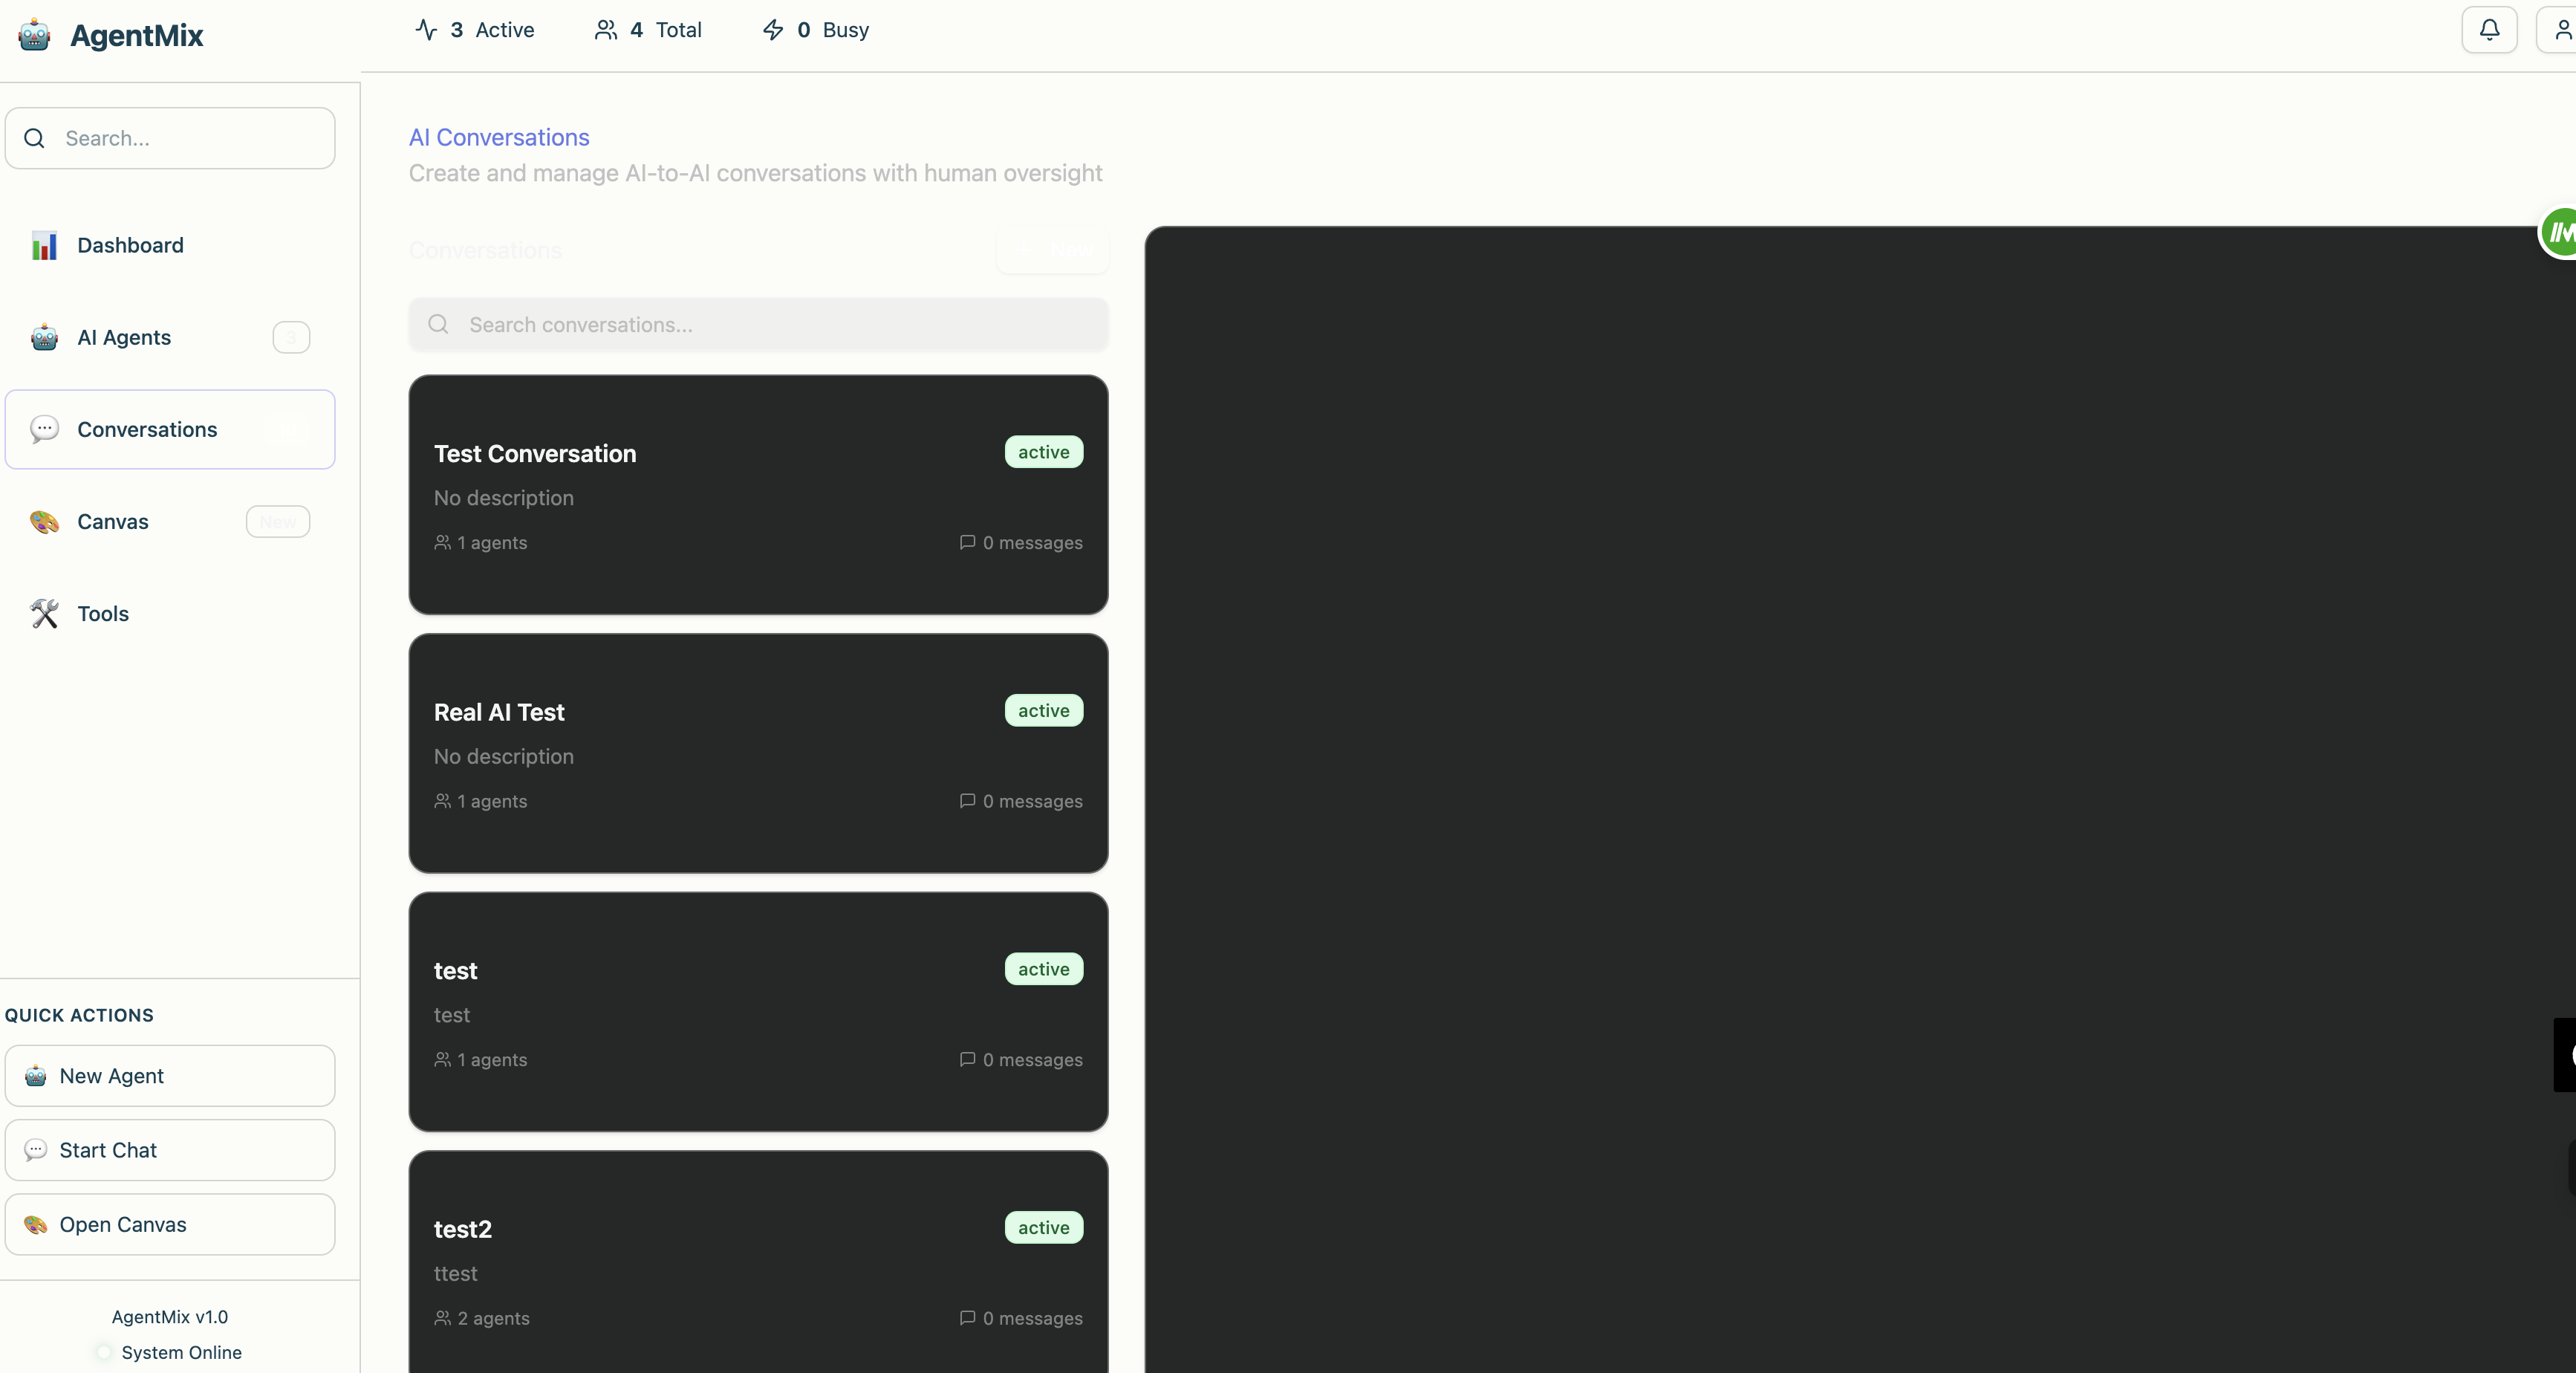 AgentMix
3 Active
4 Total
0 Busy
Search...
Dashboard
AI Agents
3
Conversations
Canvas
New
Tools
QUICK ACTIONS
New Agent
Start Chat
Open Canvas
AgentMix v1.0
System Online
AI Conversations
Create and manage AI-to-AI conversations with human oversight
Conversations
New
Search conversations...
Test Conversation
active
No description
1 agents
0 messages
Real AI Test
active
No description
1 agents
0 messages
test
active
test
1 agents
0 messages
test2
active
ttest
2 agents
0 messages